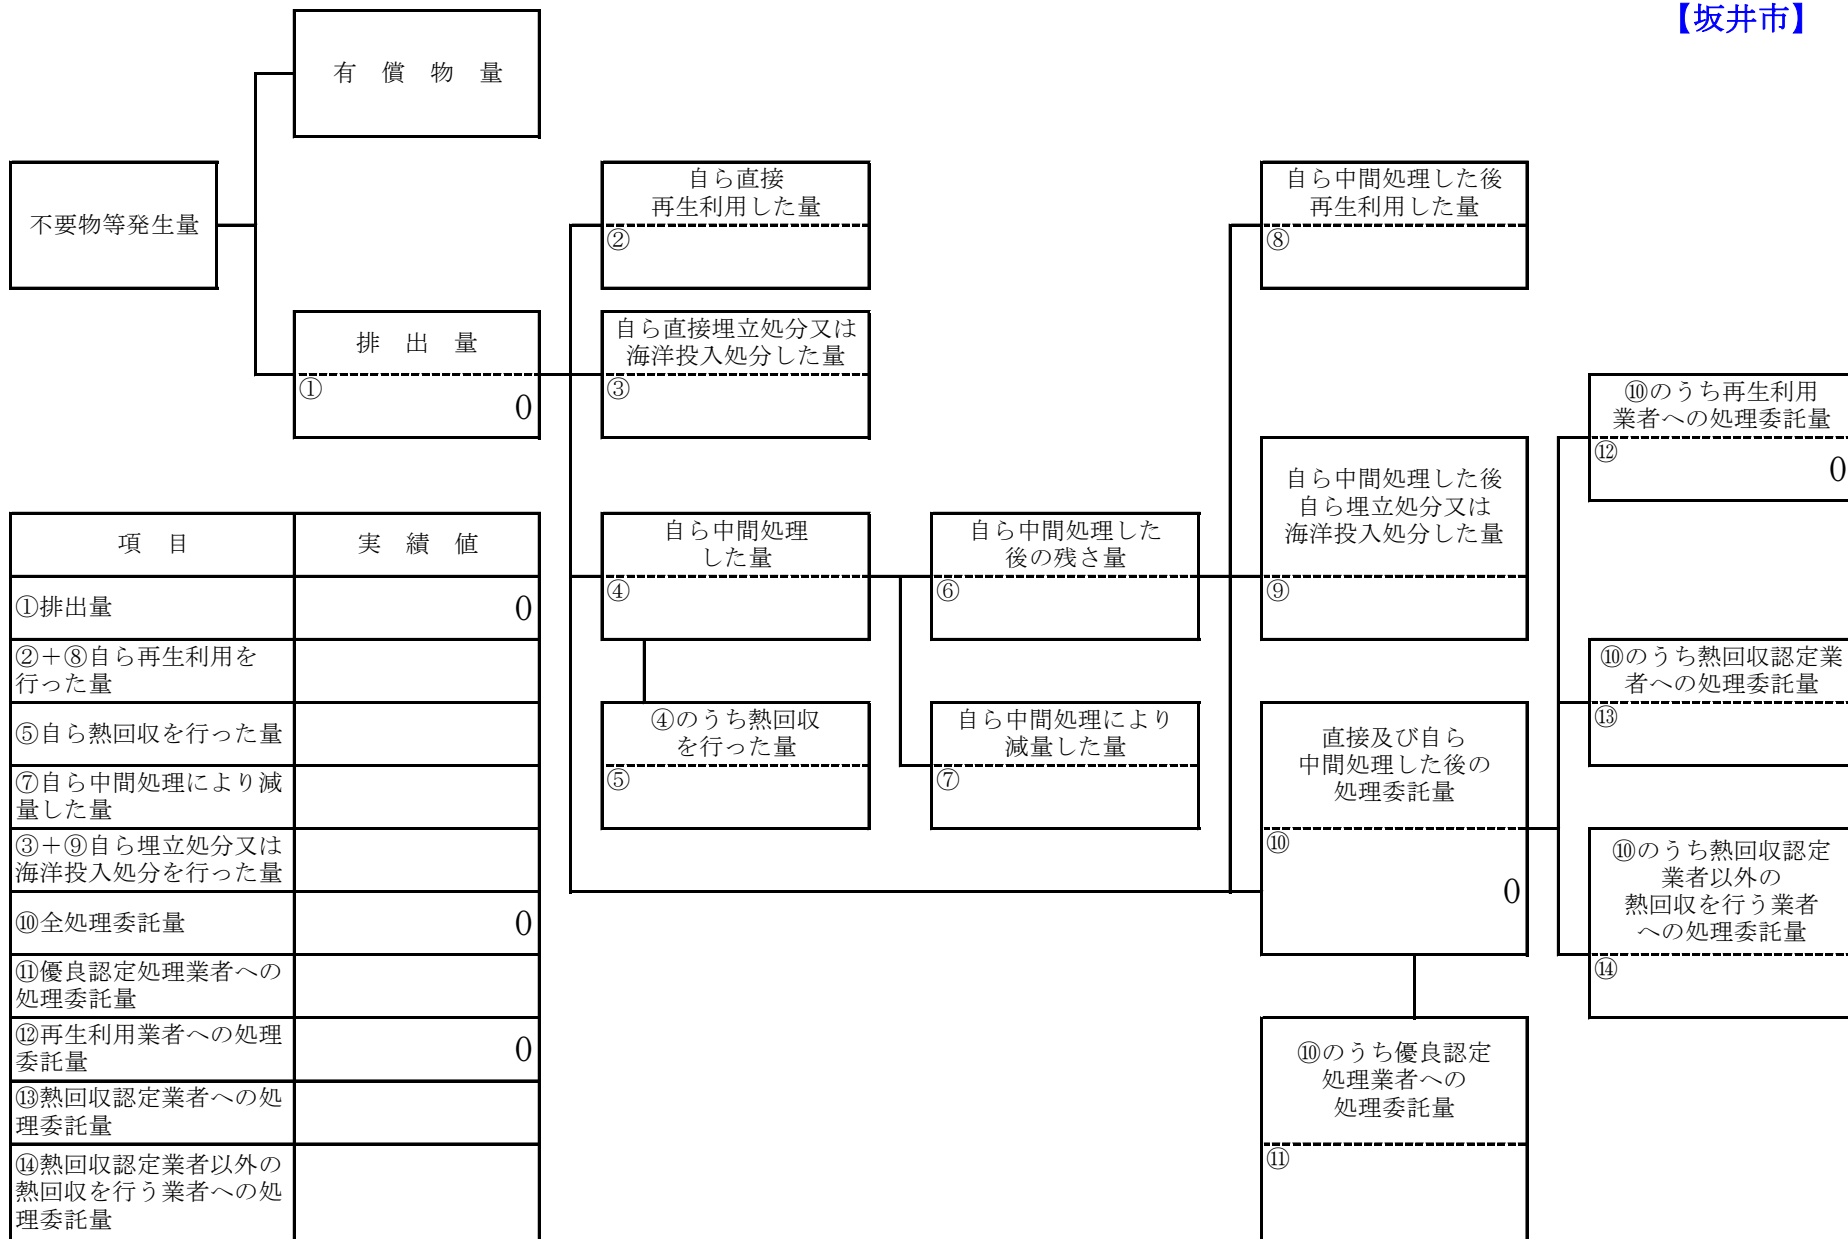 【坂井市】
有 償 物 量
不要物等発生量
自ら直接
再生利用した量
②
自ら中間処理した後
再生利用した量
⑧
排 出 量
①
0
自ら直接埋立処分又は
海洋投入処分した量
③
⑩のうち再生利用
業者への処理委託量
⑫
0
自ら中間処理した後
自ら埋立処分又は
海洋投入処分した量
⑨
自ら中間処理
した量
④
自ら中間処理した
後の残さ量
⑥
⑩のうち熱回収認定業
者への処理委託量
⑬
④のうち熱回収
を行った量
⑤
自ら中間処理により
減量した量
⑦
直接及び自ら
中間処理した後の
処理委託量
⑩
0
⑩のうち熱回収認定
業者以外の
熱回収を行う業者
への処理委託量
⑭
⑩のうち優良認定
処理業者への
処理委託量
⑪
項 目 実 績 値
①排出量 0
②+⑧自ら再生利用を
行った量
⑤自ら熱回収を行った量
⑦自ら中間処理により減
量した量
③+⑨自ら埋立処分又は
海洋投入処分を行った量
⑩全処理委託量 0
⑪優良認定処理業者への
処理委託量
⑫再生利用業者への処理
委託量 0
⑬熱回収認定業者への処
理委託量
⑭熱回収認定業者以外の
熱回収を行う業者への処
理委託量